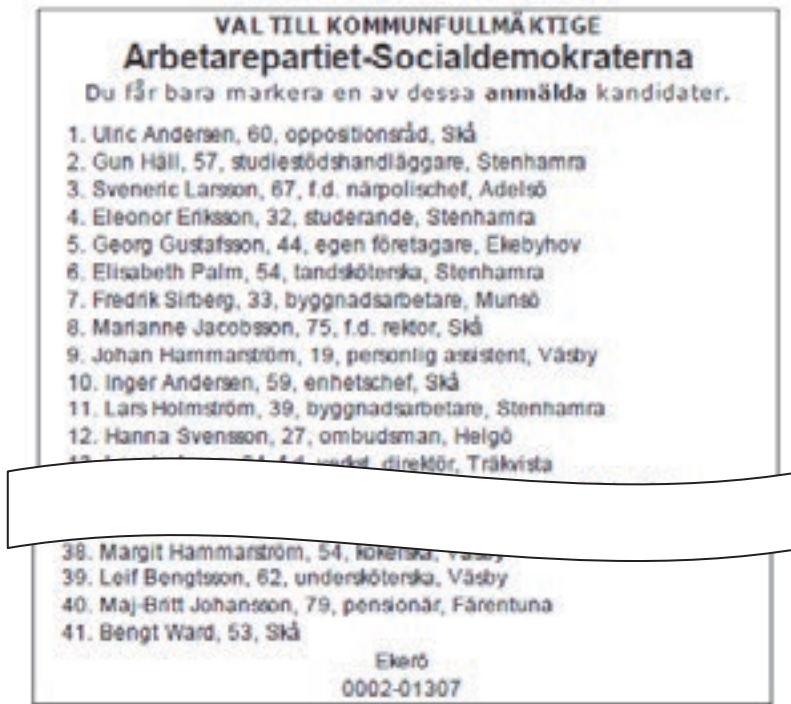 VAL TILL KOMMUNFULLMÄKTIGE
Arbetarepartiet-Socialdemokraterna
Du får bara markera en av dessa anmälda kandidater.
1. Ulric Andersen, 60, oppositionsråd, Skå
2. Gun Häll, 57, studiestödshandläggare, Stenhamra
3. Sveneric Larsson, 67, f.d. närpolischef, Adelsö
4. Eleonor Eriksson, 32, studerande, Stenhamra
5. Georg Gustafsson, 44, egen företagare, Ekebyhov
6. Elisabeth Palm, 54, tandsköterska, Stenhamra
7. Fredrik Sirberg, 33, byggnadsarbetare, Munsö
8. Marianne Jacobsson, 75, f.d. rektor, Skå
9. Johan Hammarström, 19, personlig assistent, Väsby
10. Inger Andersen, 59, enhetschef, Skå
11. Lars Holmström, 39, byggnadsarbetare, Stenhamra
12. Hanna Svensson, 27, ombudsman, Helgö
direktör, Träkvista
38. Margit Hammarström, 54, kokerska, Väsby
39. Leif Bengtsson, 62, undersköterska, Väsby
40. Maj-Britt Johansson, 79, pensionär, Färentuna
41. Bengt Ward, 53, Skå
Ekerö
0002-01307